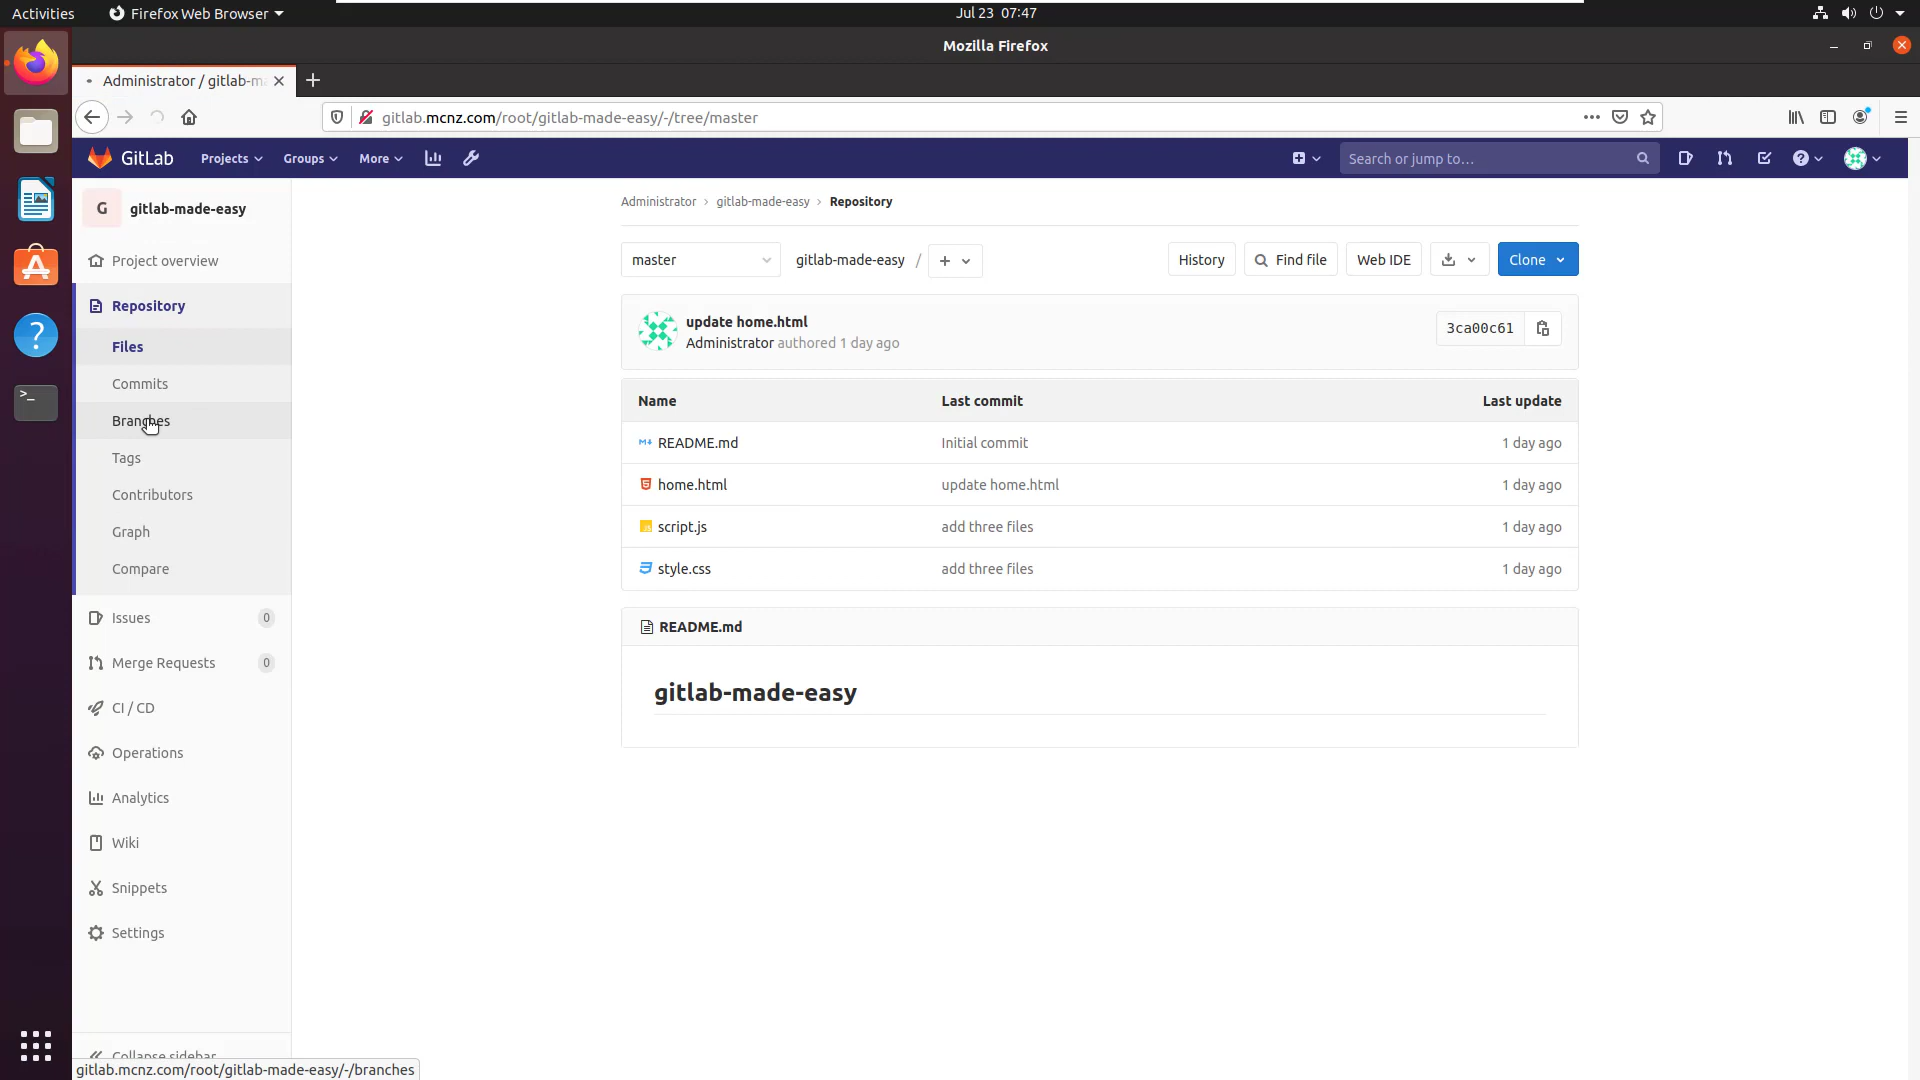 Activities
Firefox Web Browser
Jul 23 07:47
Mozilla Firefox
Administrator / gitlab-m
gitlab.mcnz.com/root/gitlab-made-easy/-/tree/master
GitLab
Projects
Groups
More
Search or jump to…
G
gitlab-made-easy
Project overview
Repository
Files
Commits
Branches
Tags
Contributors
Graph
Compare
Issues
0
Merge Requests
0
CI / CD
Operations
Analytics
Wiki
Snippets
Settings
Collapse sidebar
gitlab.mcnz.com/root/gitlab-made-easy/-/branches
Administrator › gitlab-made-easy › Repository
master
gitlab-made-easy / +
History
Find file
Web IDE
Clone
update home.html
Administrator authored 1 day ago
3ca00c61
Name Last commit Last update
README.md Initial commit 1 day ago
home.html update home.html 1 day ago
script.js add three files 1 day ago
style.css add three files 1 day ago
README.md
gitlab-made-easy